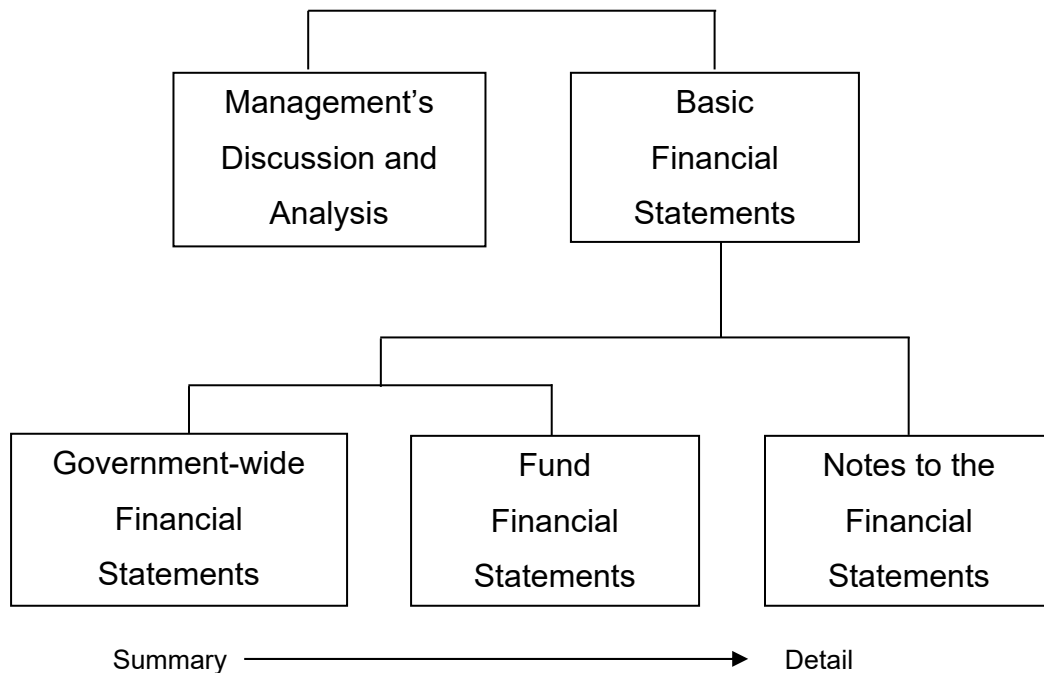 Management’s
Discussion and
Analysis
Basic
Financial
Statements
Government-wide
Financial
Statements
Fund
Financial
Statements
Notes to the
Financial
Statements
Summary
Detail